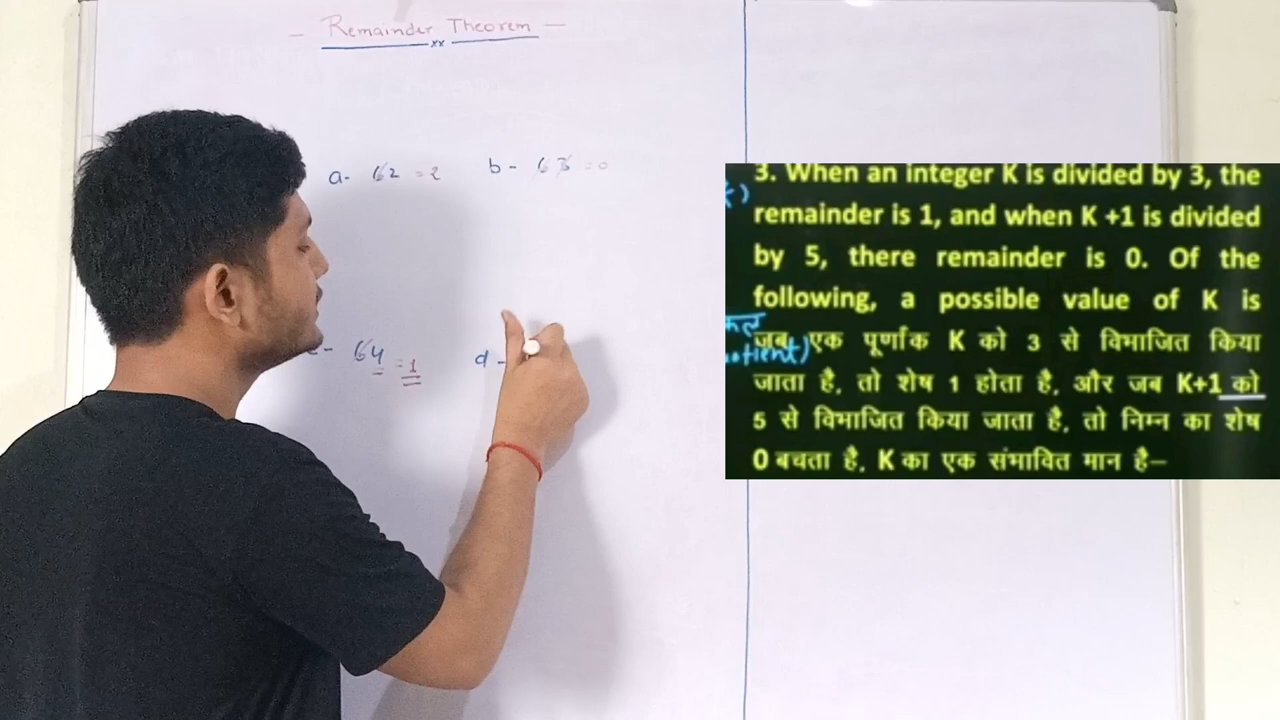 — Remainder Theorem —
xx
a- 62 =2 b- 63 =0
64 =1 d-
3. When an integer K is divided by 3, the
remainder is 1, and when K +1 is divided
by 5, there remainder is 0. Of the
following, a possible value of K is
जब एक पूर्णांक K को 3 से विभाजित किया
जाता है, तो शेष 1 होता है, और जब K+1 को
5 से विभाजित किया जाता है, तो निम्न का शेष
0 बचता है, K का एक संभावित मान है–